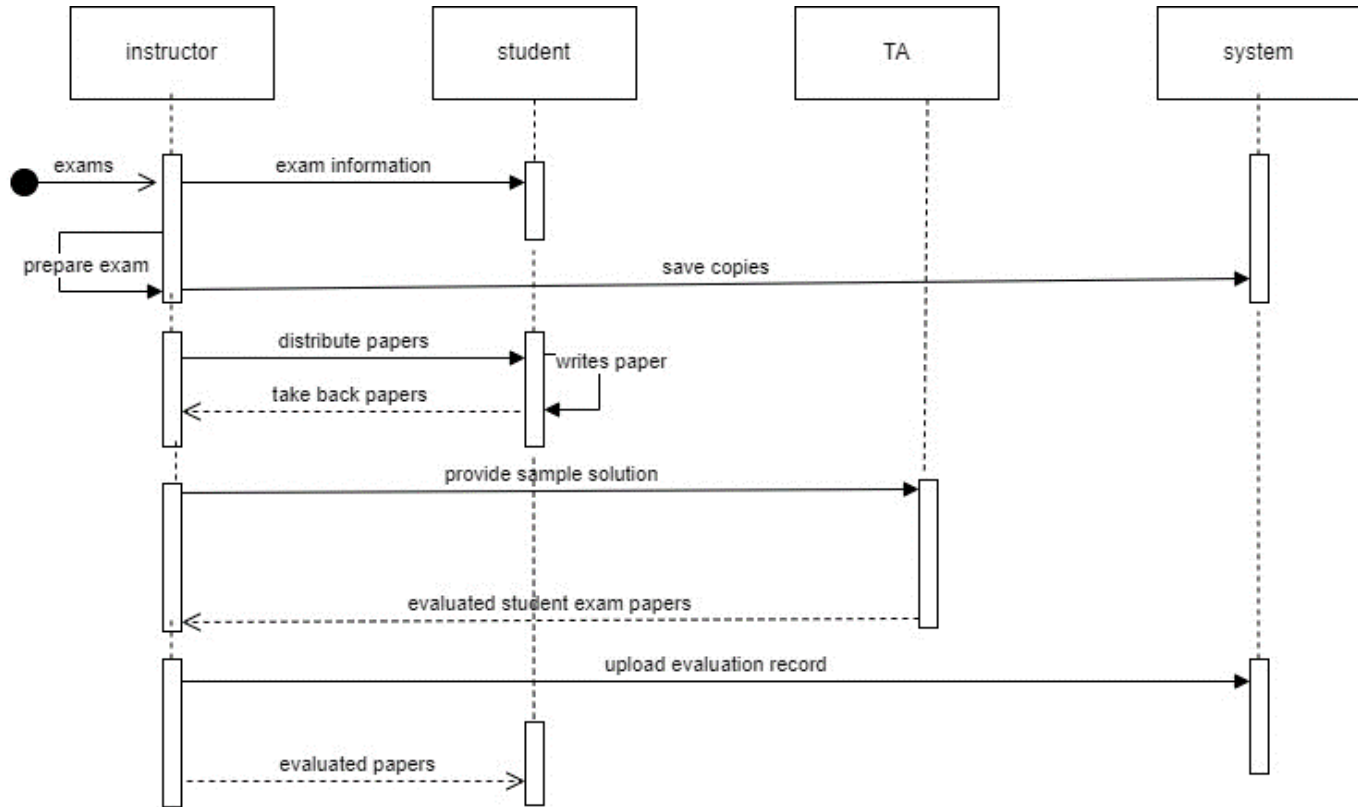 instructor
student
TA
system
exams
exam information
prepare exam
save copies
distribute papers
writes paper
take back papers
provide sample solution
evaluated student exam papers
upload evaluation record
evaluated papers